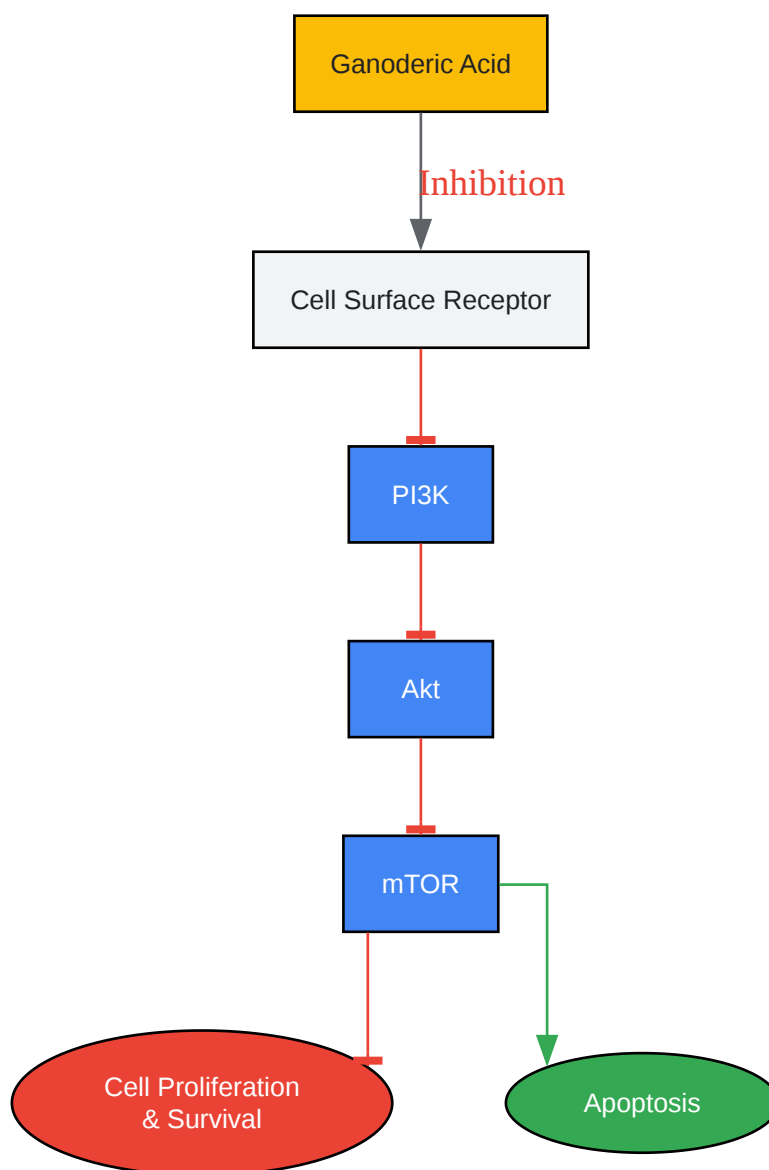 Ganoderic Acid
Inhibition
Cell Surface Receptor
PI3K
Akt
mTOR
Cell Proliferation
& Survival
Apoptosis